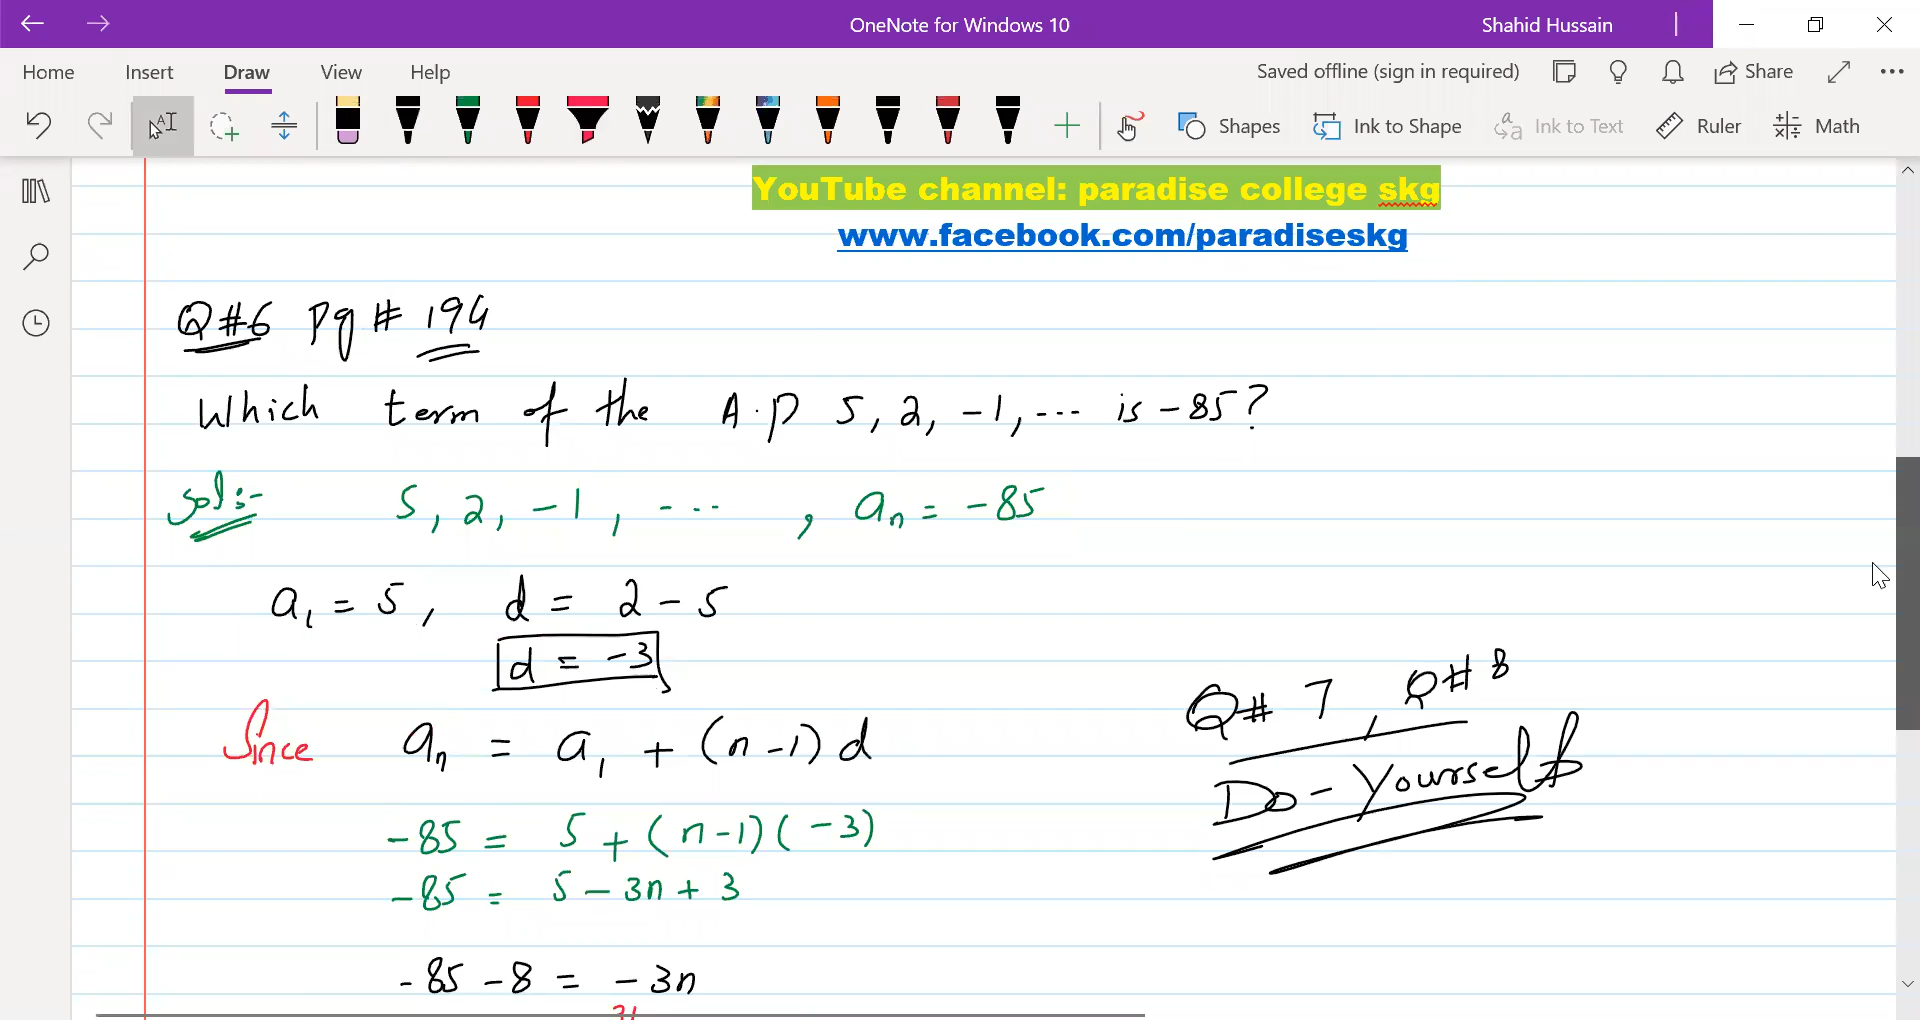 OneNote for Windows 10
Shahid Hussain
Home Insert Draw View Help
Saved offline (sign in required) Share
Shapes Ink to Shape Ink to Text Ruler Math
YouTube channel: paradise college skg
www.facebook.com/paradiseskg
Q#6 Pg # 194
Which term of the A.P 5, 2, -1, ... is -85?
Sol:- 5, 2, -1, ... , aₙ = -85
a₁ = 5, d = 2 - 5
d = -3
Since aₙ = a₁ + (n-1) d
-85 = 5 + (n-1)(-3)
-85 = 5 - 3n + 3
-85 - 8 = -3n
Q# 7, Q# 8
Do-Yourself